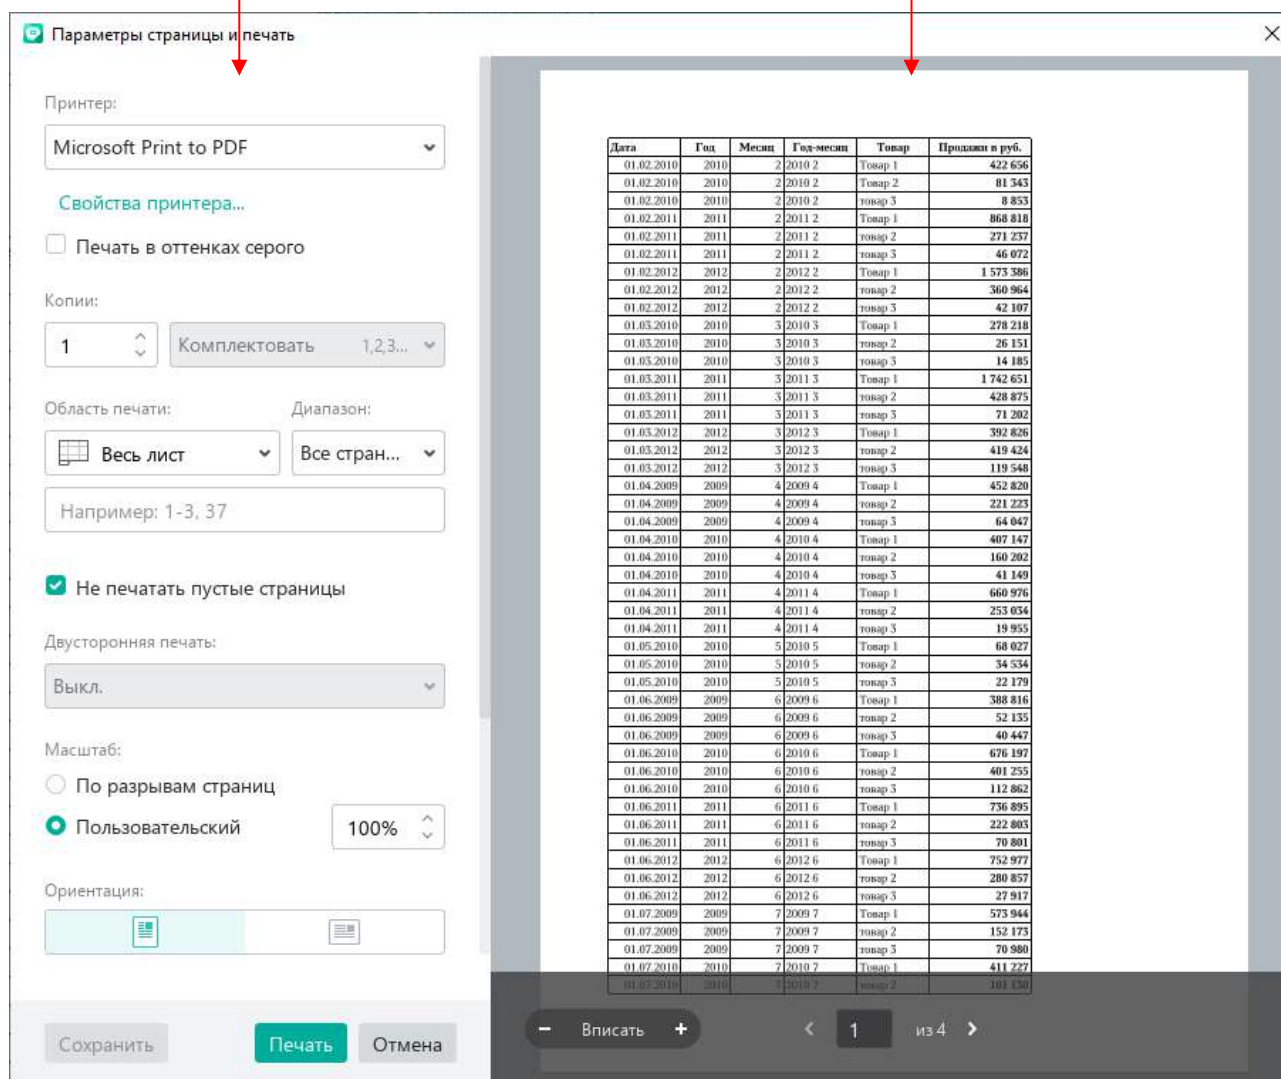 Параметры страницы и печать
Принтер:
Microsoft Print to PDF
Свойства принтера...
Печать в оттенках серого
Копии:
1 Комплектовать 1,2,3...
Область печати: Диапазон:
Весь лист Все стран...
Например: 1-3, 37
Не печатать пустые страницы
Двусторонняя печать:
Выкл.
Масштаб:
По разрывам страниц
Пользовательский 100%
Ориентация:
Сохранить Печать Отмена
Дата Год Месяц Год-месяц Товар Продажи в руб.
01.02.2010 2010 2 2010 2 Товар 1 422 656
01.02.2010 2010 2 2010 2 Товар 2 81 343
01.02.2010 2010 2 2010 2 товар 3 8 853
01.02.2011 2011 2 2011 2 Товар 1 868 818
01.02.2011 2011 2 2011 2 товар 2 271 237
01.02.2011 2011 2 2011 2 товар 3 46 072
01.02.2012 2012 2 2012 2 Товар 1 1 573 386
01.02.2012 2012 2 2012 2 товар 2 360 964
01.02.2012 2012 2 2012 2 товар 3 42 107
01.03.2010 2010 3 2010 3 Товар 1 278 218
01.03.2010 2010 3 2010 3 товар 2 26 151
01.03.2010 2010 3 2010 3 товар 3 14 185
01.03.2011 2011 3 2011 3 Товар 1 1 742 651
01.03.2011 2011 3 2011 3 товар 2 428 875
01.03.2011 2011 3 2011 3 товар 3 71 202
01.03.2012 2012 3 2012 3 Товар 1 392 826
01.03.2012 2012 3 2012 3 товар 2 419 424
01.03.2012 2012 3 2012 3 товар 3 119 548
01.04.2009 2009 4 2009 4 Товар 1 452 820
01.04.2009 2009 4 2009 4 товар 2 221 223
01.04.2009 2009 4 2009 4 товар 3 64 047
01.04.2010 2010 4 2010 4 Товар 1 407 147
01.04.2010 2010 4 2010 4 товар 2 160 202
01.04.2010 2010 4 2010 4 товар 3 41 149
01.04.2011 2011 4 2011 4 Товар 1 660 976
01.04.2011 2011 4 2011 4 товар 2 253 034
01.04.2011 2011 4 2011 4 товар 3 19 955
01.05.2010 2010 5 2010 5 Товар 1 68 027
01.05.2010 2010 5 2010 5 товар 2 34 534
01.05.2010 2010 5 2010 5 товар 3 22 179
01.06.2009 2009 6 2009 6 Товар 1 388 816
01.06.2009 2009 6 2009 6 товар 2 52 135
01.06.2009 2009 6 2009 6 товар 3 40 447
01.06.2010 2010 6 2010 6 Товар 1 676 197
01.06.2010 2010 6 2010 6 товар 2 401 255
01.06.2010 2010 6 2010 6 товар 3 112 862
01.06.2011 2011 6 2011 6 Товар 1 736 895
01.06.2011 2011 6 2011 6 товар 2 222 803
01.06.2011 2011 6 2011 6 товар 3 70 801
01.06.2012 2012 6 2012 6 Товар 1 752 977
01.06.2012 2012 6 2012 6 товар 2 280 857
01.06.2012 2012 6 2012 6 товар 3 27 917
01.07.2009 2009 7 2009 7 Товар 1 573 944
01.07.2009 2009 7 2009 7 товар 2 152 173
01.07.2009 2009 7 2009 7 товар 3 70 980
01.07.2010 2010 7 2010 7 Товар 1 411 227
01.07.2010 2010 7 2010 7 товар 2
Вписать 1 из 4